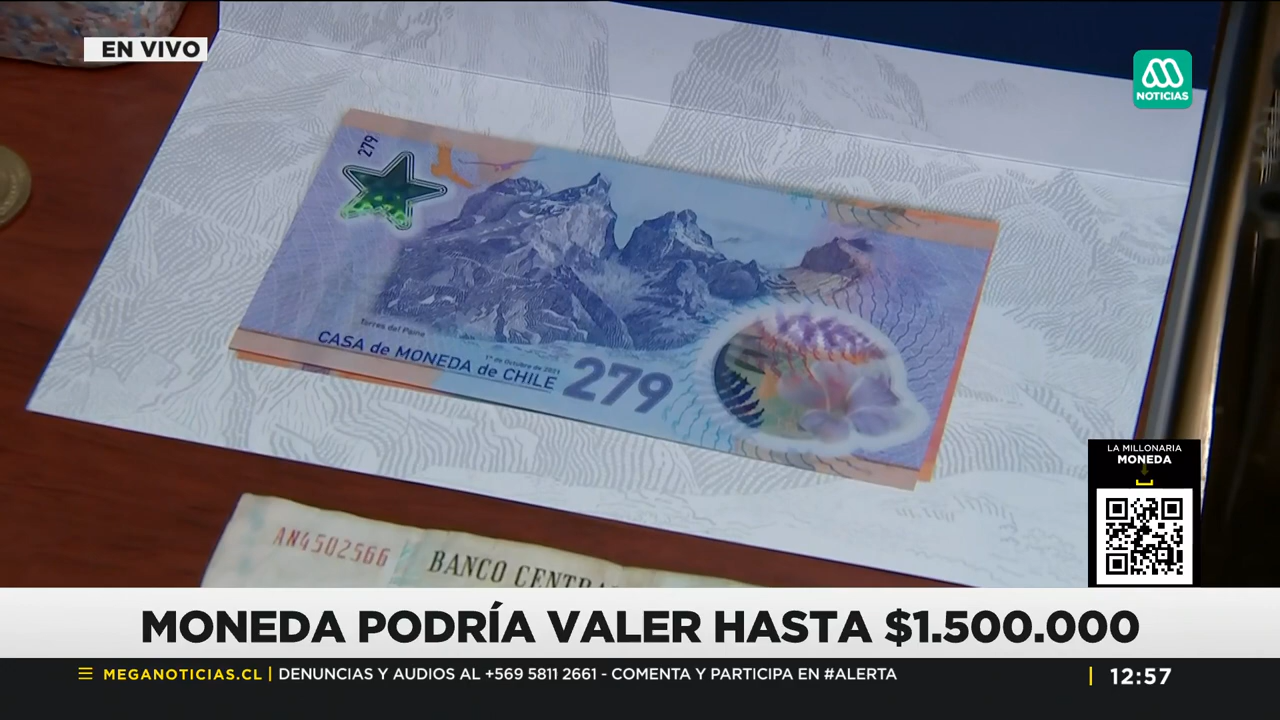 EN VIVO
NOTICIAS
279
Torres del Paine
1° de Octubre de 2021
CASA de MONEDA de CHILE
279
LA MILLONARIA
MONEDA
AN4502566
BANCO CENTRA
MONEDA PODRÍA VALER HASTA $1.500.000
MEGANOTICIAS.CL | DENUNCIAS Y AUDIOS AL +569 5811 2661 - COMENTA Y PARTICIPA EN #ALERTA | 12:57